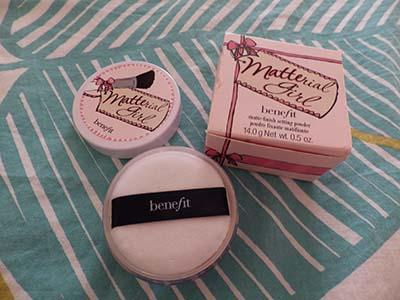 Matterial
Girl
benefit
Matterial
Girl
benefit
matte-finish setting powder
poudre fixante matifiante
14.0 g Net wt. 0.5 oz.
benefit